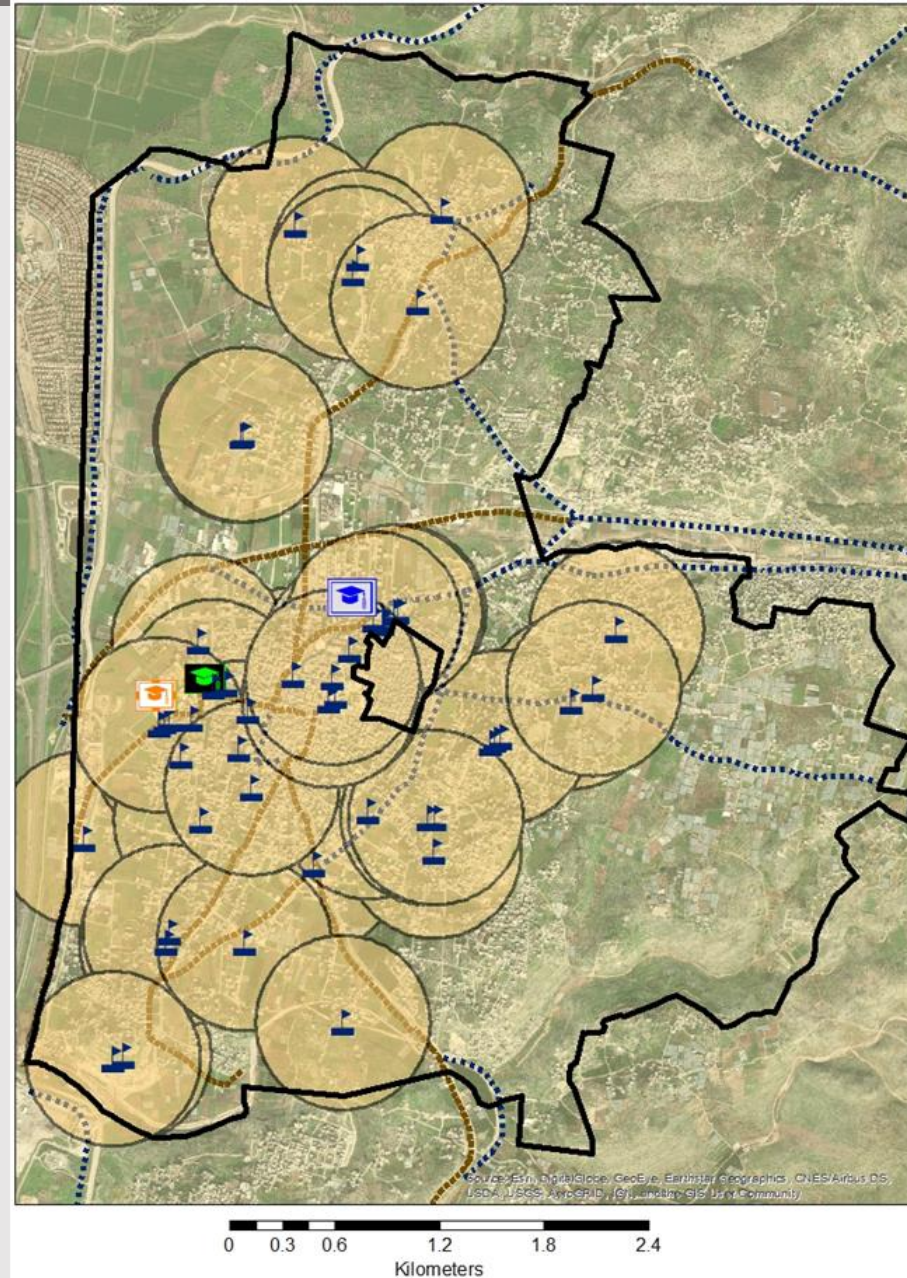 Source: Esri, DigitalGlobe, GeoEye, Earthstar Geographics, CNES/Airbus DS,
USDA, USGS, AeroGRID, IGN, and the GIS User Community
0 0.3 0.6 1.2 1.8 2.4
Kilometers